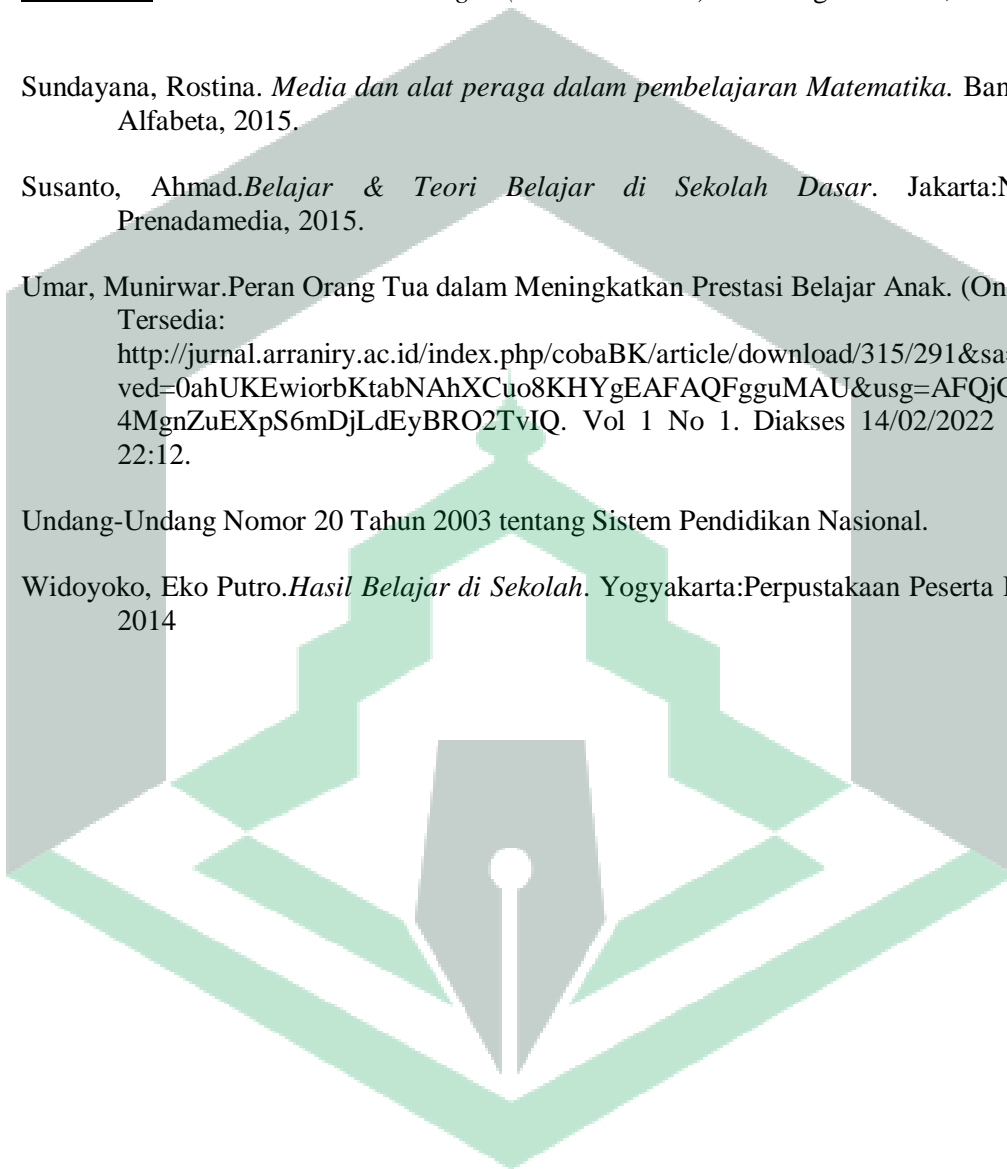 Sundayana, Rostina. Media dan alat peraga dalam pembelajaran Matematika.
Alfabeta, 2015.
Susanto, Ahmad.Belajar & Teori Belajar di Sekolah Dasar. Jakarta:
Prenadamedia, 2015.
Umar, Munirwar.Peran Orang Tua dalam Meningkatkan Prestasi Belajar Anak.
Tersedia:
http://jurnal.arraniry.ac.id/index.php/cobaBK/article/download/315/291&sa
ved=0ahUKEwiorbKtabNAhXCuo8KHYgEAFAQFgguMAU&usg=AFQjC
4MgnZuEXpS6mDjLdEyBRO2TvIQ. Vol 1 No 1. Diakses 14/02/2022
22:12.
Undang-Undang Nomor 20 Tahun 2003 tentang Sistem Pendidikan Nasional.
Widoyoko, Eko Putro.Hasil Belajar di Sekolah. Yogyakarta:Perpustakaan Peserta
2014